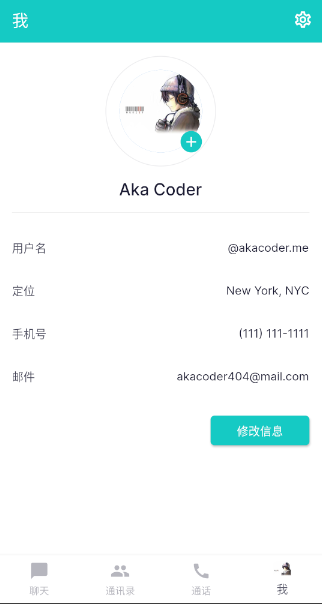 我
Aka Coder
用户名 @akacoder.me
定位 New York, NYC
手机号 (111) 111-1111
邮件 akacoder404@mail.com
修改信息
聊天 通讯录 通话 我